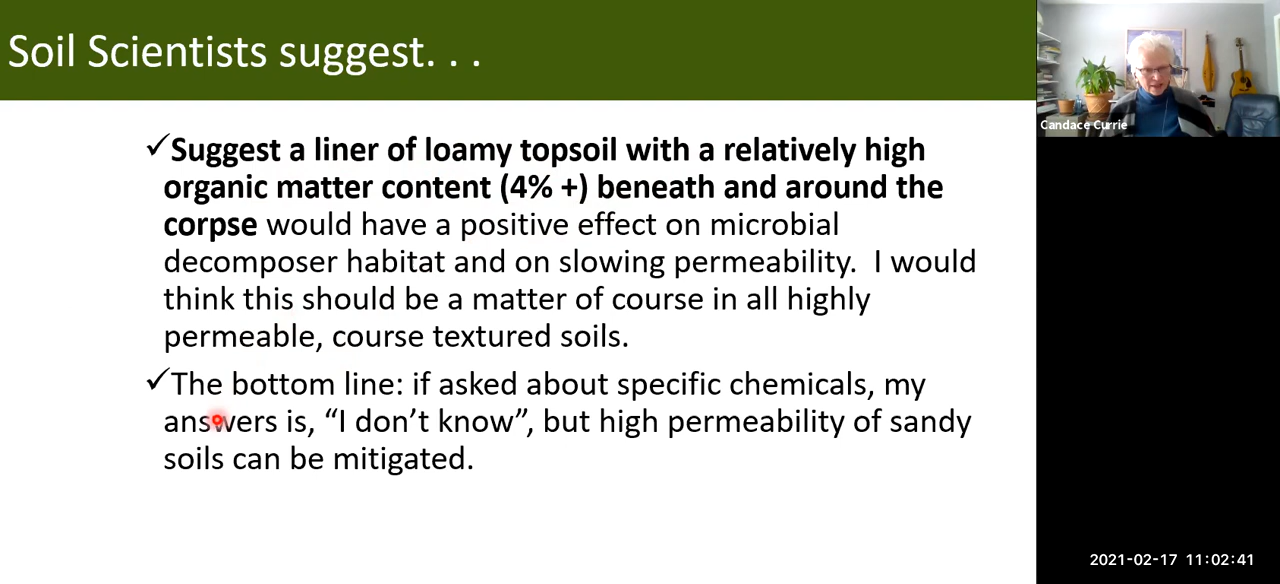 Soil Scientists suggest. . .
✓Suggest a liner of loamy topsoil with a relatively high
organic matter content (4% +) beneath and around the
corpse would have a positive effect on microbial
decomposer habitat and on slowing permeability.  I would
think this should be a matter of course in all highly
permeable, course textured soils.
✓The bottom line: if asked about specific chemicals, my
answers is, “I don’t know”, but high permeability of sandy
soils can be mitigated.
Candace Currie
2021-02-17 11:02:41